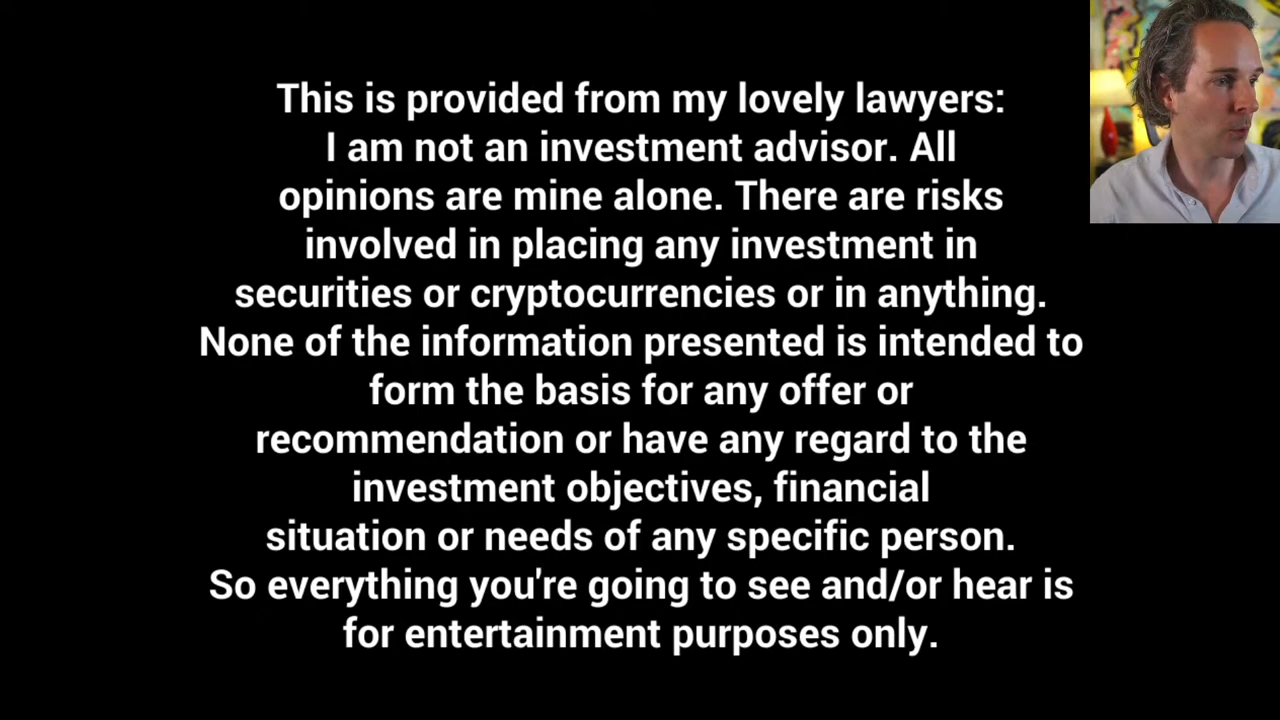 This is provided from my lovely lawyers:
I am not an investment advisor. All
opinions are mine alone. There are risks
involved in placing any investment in
securities or cryptocurrencies or in anything.
None of the information presented is intended to
form the basis for any offer or
recommendation or have any regard to the
investment objectives, financial
situation or needs of any specific person.
So everything you're going to see and/or hear is
for entertainment purposes only.